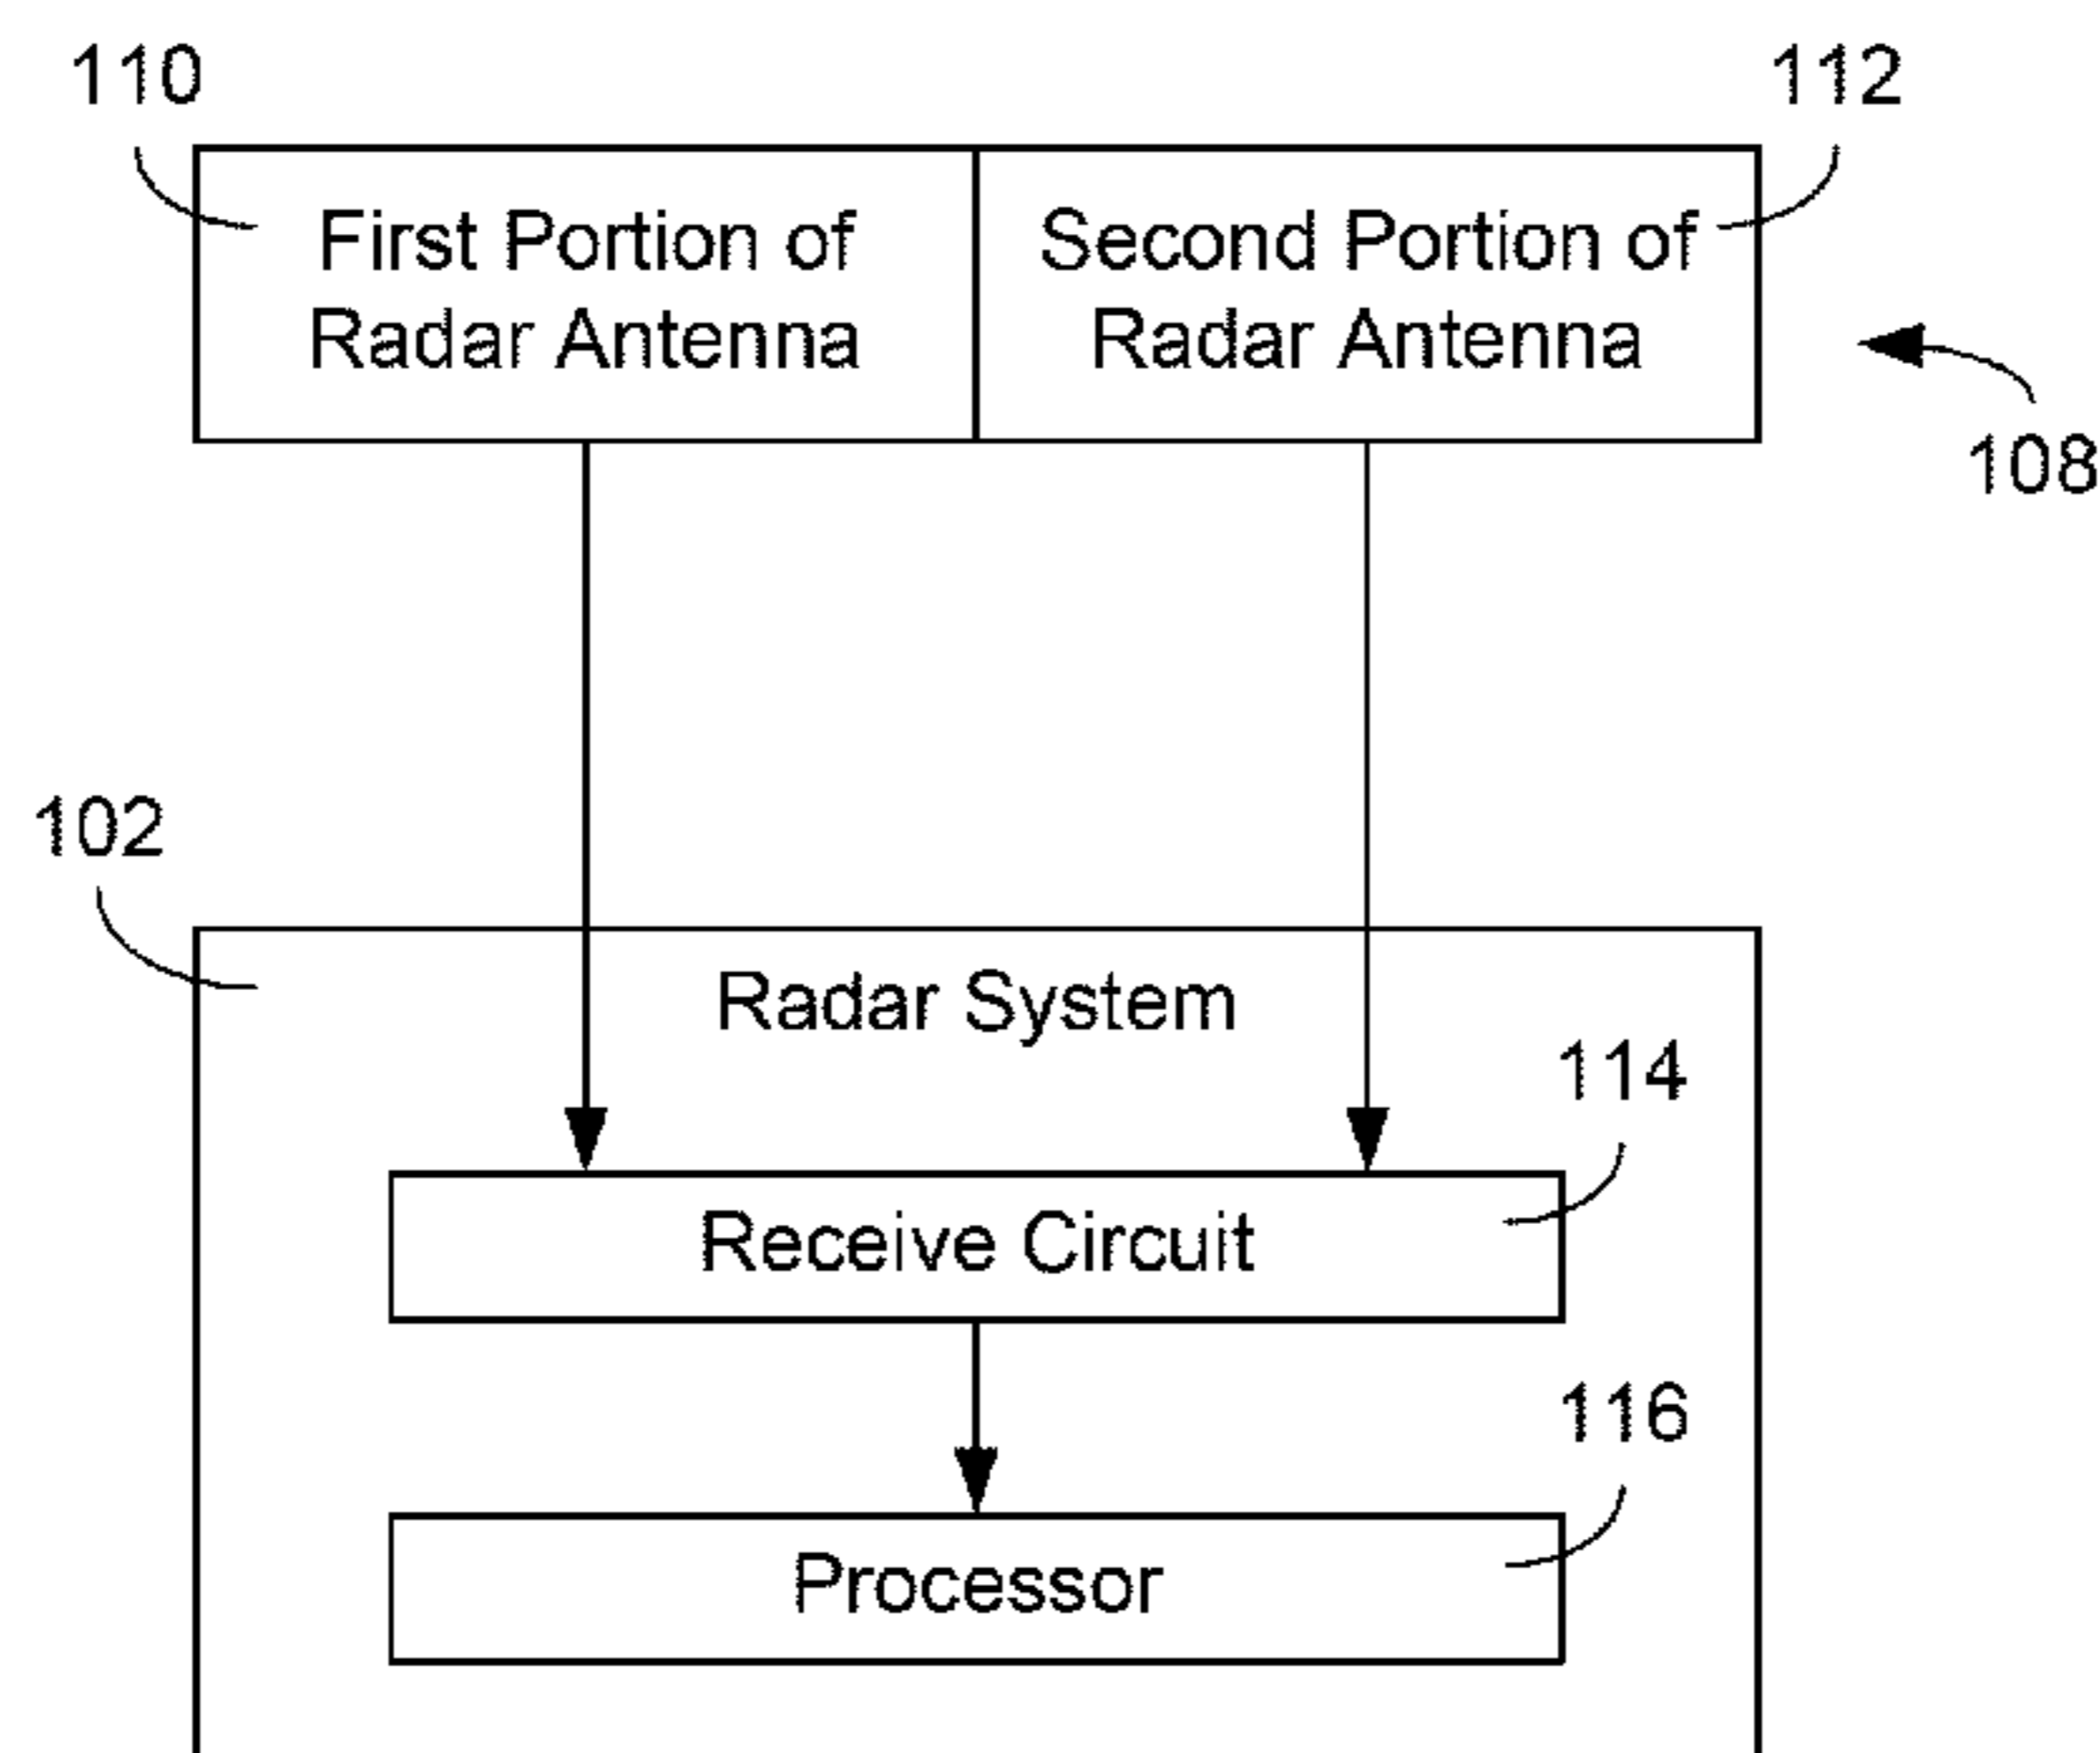 110
112
First Portion of
Radar Antenna
Second Portion of
Radar Antenna
108
102
Radar System
114
Receive Circuit
116
Processor